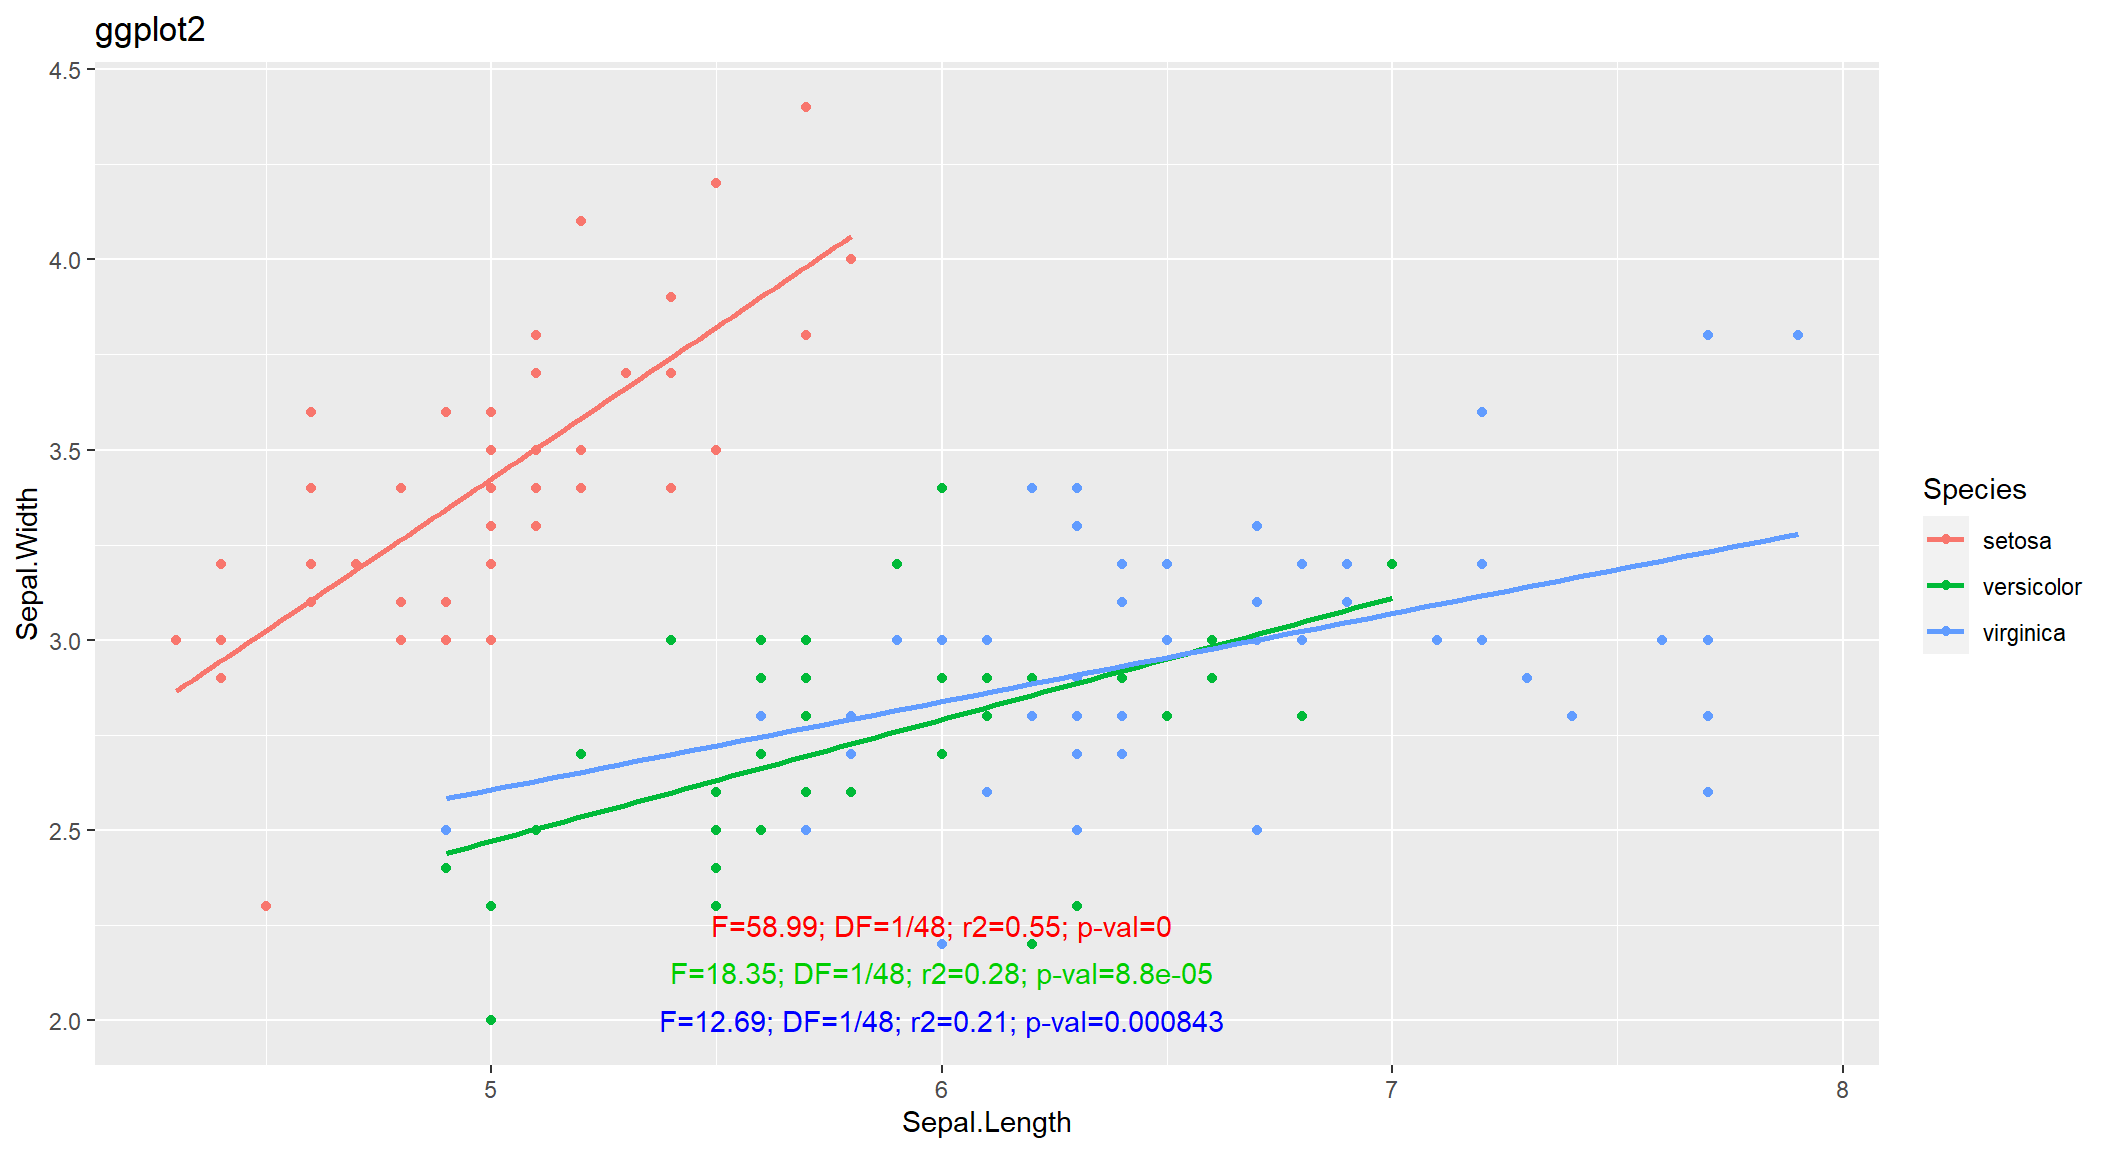 ggplot2
4.5
4.0
3.5
3.0
2.5
2.0
Sepal.Width
F=58.99; DF=1/48; r2=0.55; p-val=0
F=18.35; DF=1/48; r2=0.28; p-val=8.8e-05
F=12.69; DF=1/48; r2=0.21; p-val=0.000843
5 6 7 8
Sepal.Length
Species
setosa
versicolor
virginica